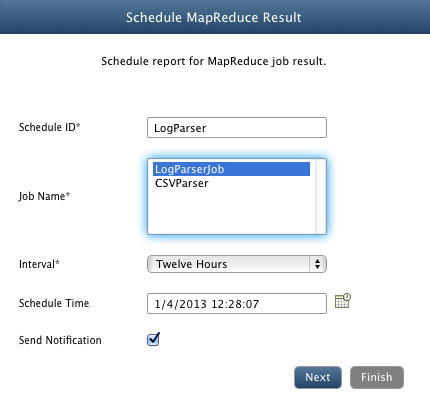 Schedule MapReduce Result
Schedule report for MapReduce job result.
Schedule ID* LogParser
Job Name* LogParserJob
CSVParser
Interval* Twelve Hours
Schedule Time 1/4/2013 12:28:07
Send Notification
Next Finish